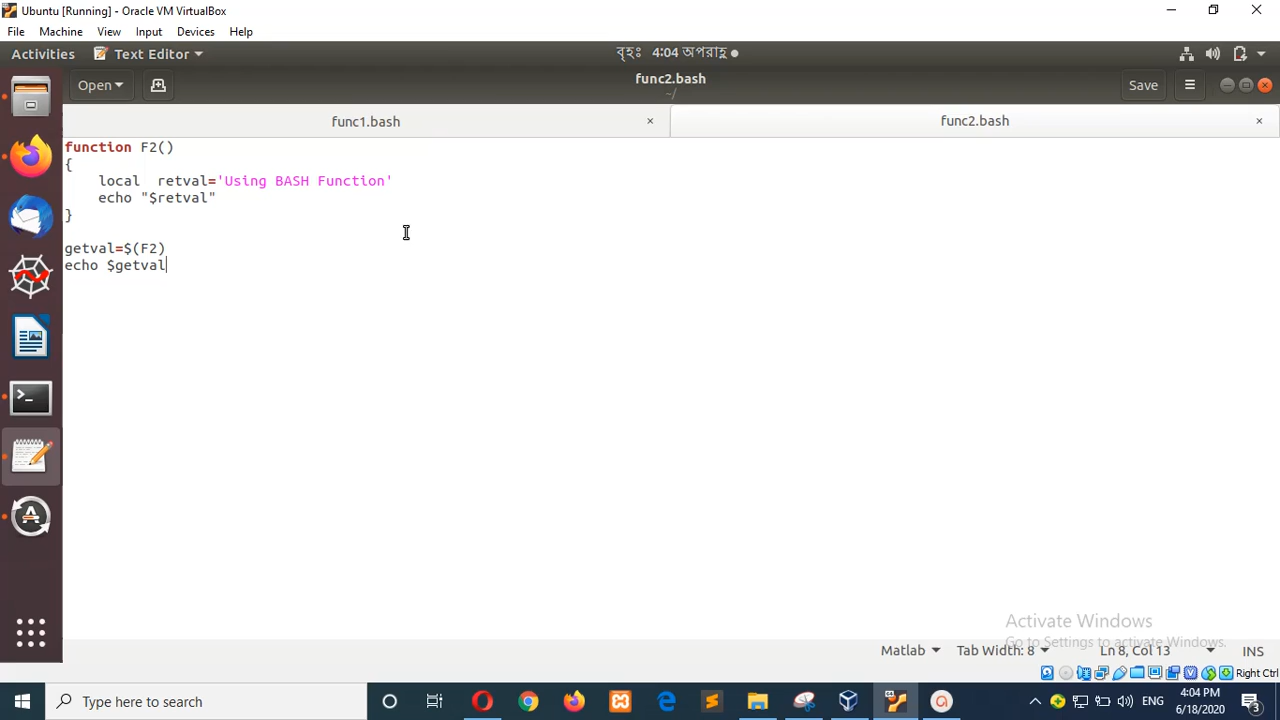 Ubuntu [Running] - Oracle VM VirtualBox
File Machine View Input Devices Help
Activities Text Editor বৃহঃ 4:04 অপরাহ্ণ
Open func2.bash Save
~/
func1.bash func2.bash
function F2()
{
    local  retval='Using BASH Function'
    echo "$retval"
}
getval=$(F2)
echo $getval
Activate Windows
Go to Settings to activate Windows.
Matlab Tab Width: 8 Ln 8, Col 13 INS
Right Ctrl
Type here to search ENG 4:04 PM
6/18/2020 3